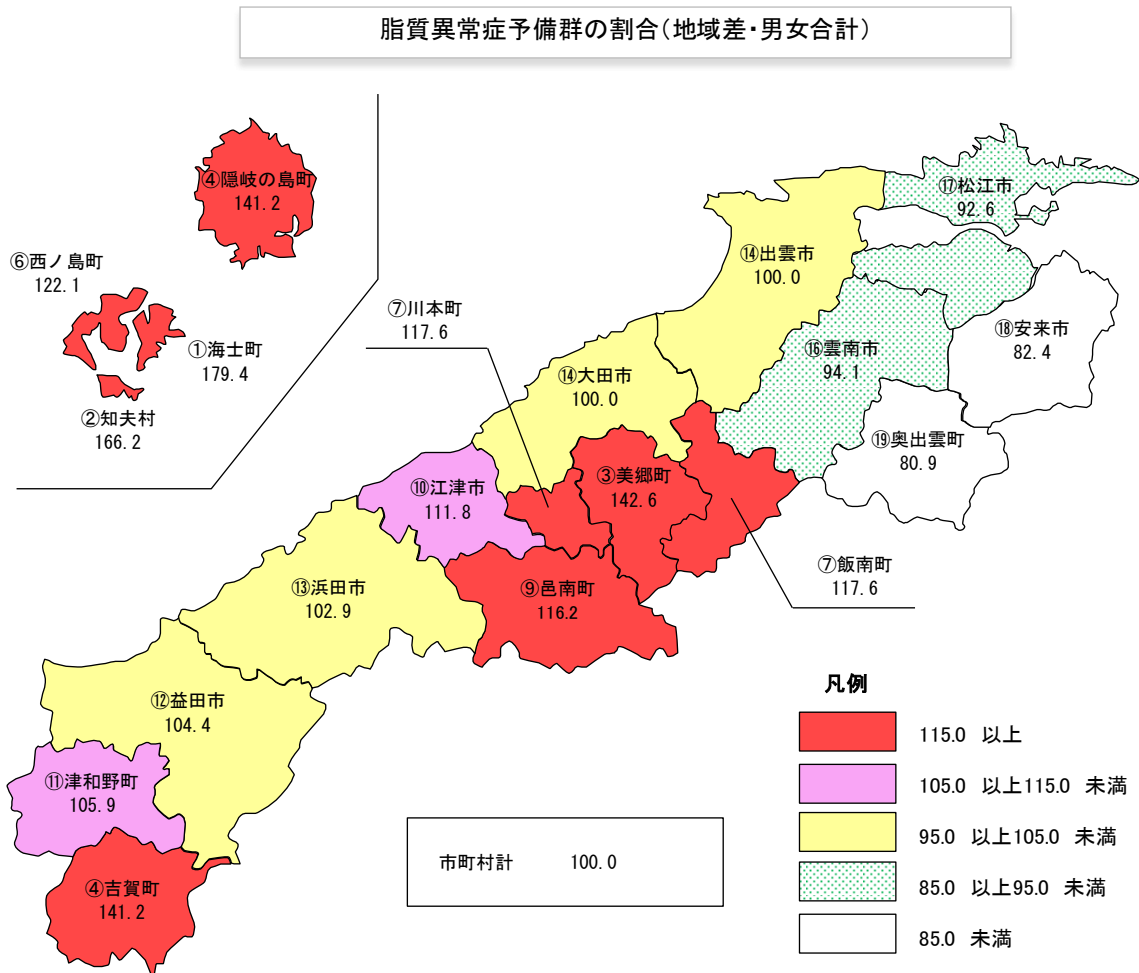 脂質異常症予備群の割合（地域差・男女合計）
④隠岐の島町
141.2
⑥西ノ島町
122.1
①海士町
179.4
②知夫村
166.2
⑰松江市
92.6
⑭出雲市
100.0
⑱安来市
82.4
⑯雲南市
94.1
⑲奥出雲町
80.9
⑦川本町
117.6
⑭大田市
100.0
③美郷町
142.6
⑦飯南町
117.6
⑩江津市
111.8
⑨邑南町
116.2
⑬浜田市
102.9
⑫益田市
104.4
⑪津和野町
105.9
④吉賀町
141.2
市町村計 100.0
凡例
115.0 以上
105.0 以上115.0 未満
95.0 以上105.0 未満
85.0 以上95.0 未満
85.0 未満